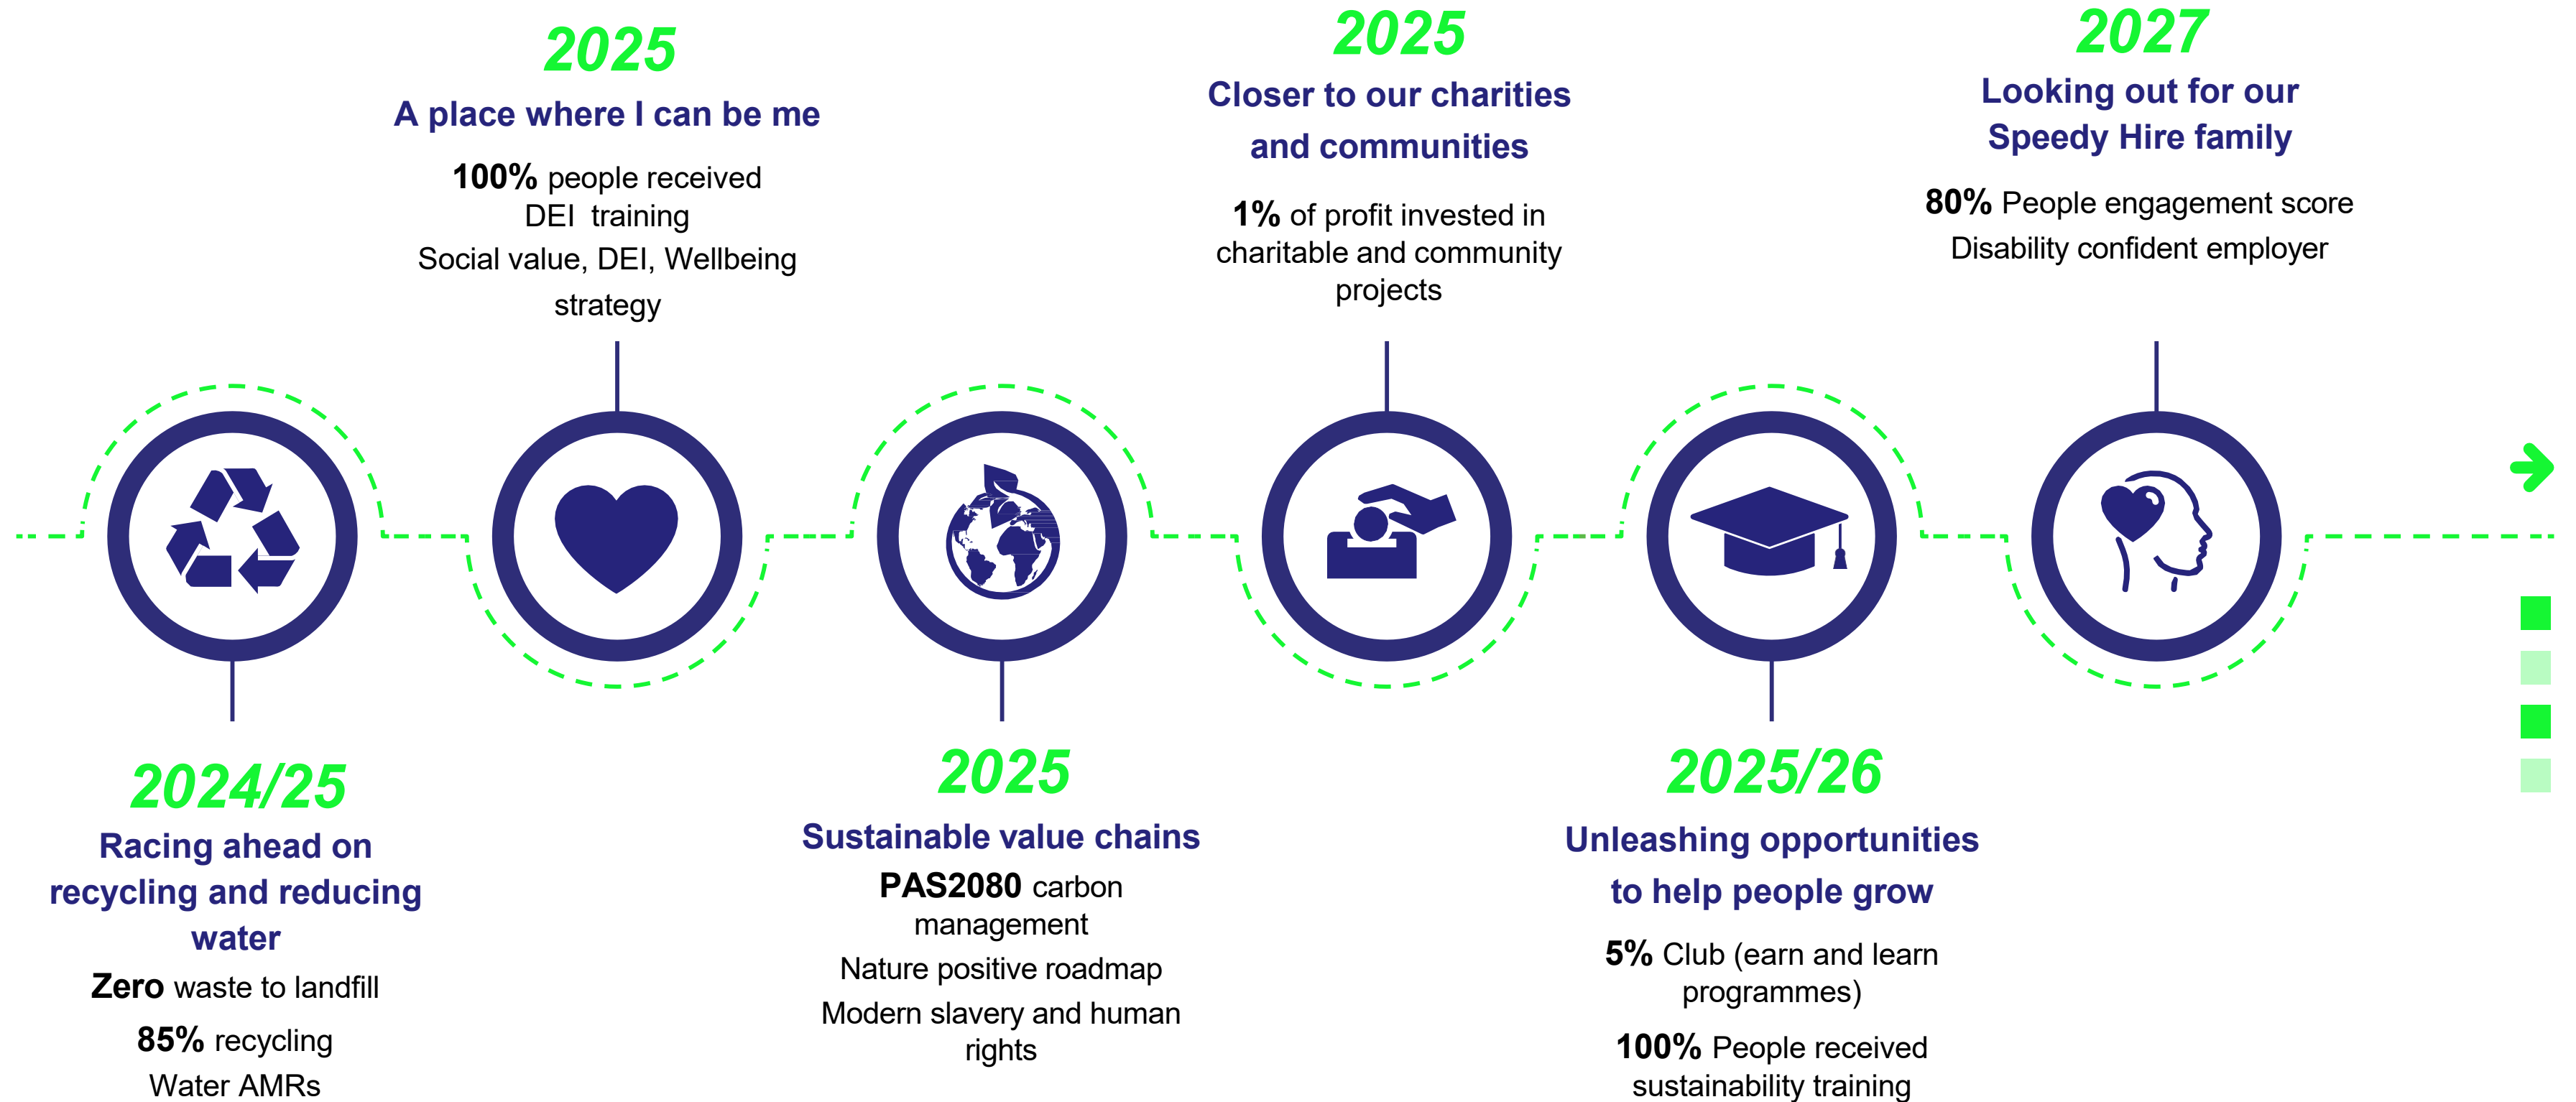 2025
A place where I can be me
100% people received
DEI training
Social value, DEI, Wellbeing
strategy
2025
Closer to our charities
and communities
1% of profit invested in
charitable and community
projects
2027
Looking out for our
Speedy Hire family
80% People engagement score
Disability confident employer
2024/25
Racing ahead on
recycling and reducing
water
Zero waste to landfill
85% recycling
Water AMRs
2025
Sustainable value chains
PAS2080 carbon
management
Nature positive roadmap
Modern slavery and human
rights
2025/26
Unleashing opportunities
to help people grow
5% Club (earn and learn
programmes)
100% People received
sustainability training